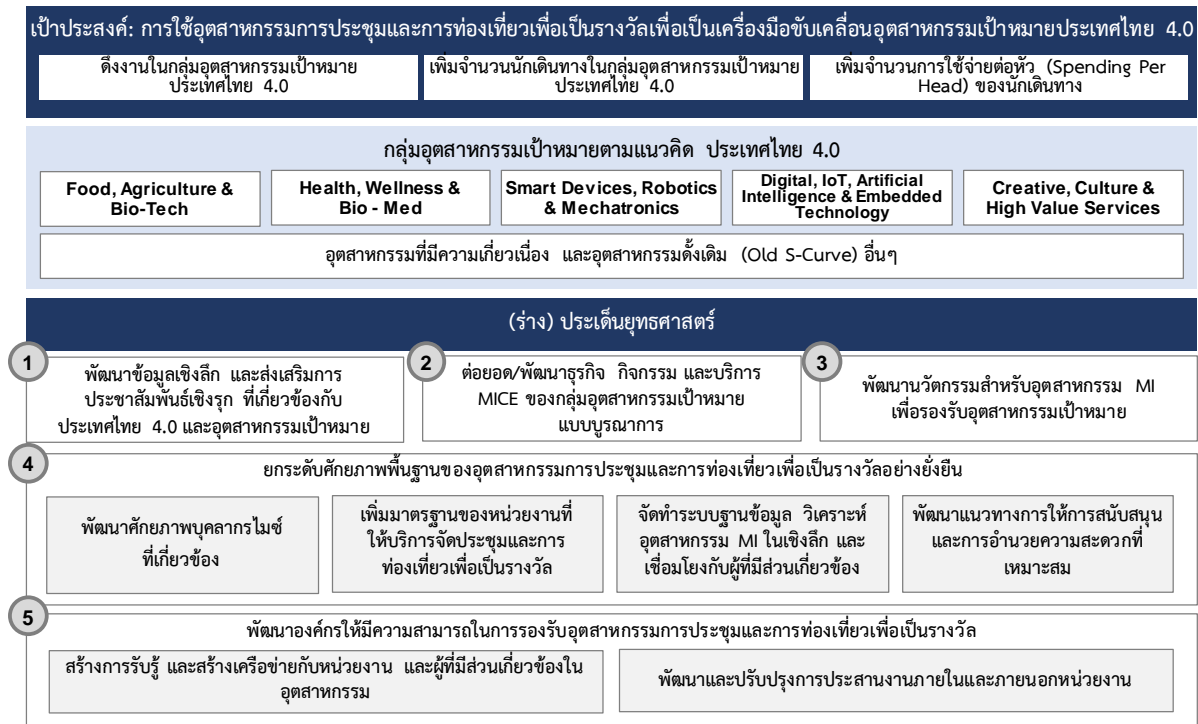 เป้าประสงค์: การใช้อุตสาหกรรมการประชุมและการท่องเที่ยวเพื่อเป็นรางวัลเพื่อเป็นเครื่องมือขับเคลื่อนอุตสาหกรรมเป้าหมายประเทศไทย 4.0
ดึงงานในกลุ่มอุตสาหกรรมเป้าหมาย
ประเทศไทย 4.0
เพิ่มจำนวนนักเดินทางในกลุ่มอุตสาหกรรมเป้าหมาย
ประเทศไทย 4.0
เพิ่มจำนวนการใช้จ่ายต่อหัว (Spending Per
Head) ของนักเดินทาง
กลุ่มอุตสาหกรรมเป้าหมายตามแนวคิด ประเทศไทย 4.0
Food, Agriculture &
Bio-Tech
Health, Wellness &
Bio - Med
Smart Devices, Robotics
& Mechatronics
Digital, IoT, Artificial
Intelligence & Embedded
Technology
Creative, Culture &
High Value Services
อุตสาหกรรมที่มีความเกี่ยวเนื่อง และอุตสาหกรรมดั้งเดิม (Old S-Curve) อื่นๆ
(ร่าง) ประเด็นยุทธศาสตร์
1
พัฒนาข้อมูลเชิงลึก และส่งเสริมการ
ประชาสัมพันธ์เชิงรุก ที่เกี่ยวข้องกับ
ประเทศไทย 4.0 และอุตสาหกรรมเป้าหมาย
2
ต่อยอด/พัฒนาธุรกิจ กิจกรรม และบริการ
MICE ของกลุ่มอุตสาหกรรมเป้าหมาย
แบบบูรณาการ
3
พัฒนานวัตกรรมสำหรับอุตสาหกรรม MI
เพื่อรองรับอุตสาหกรรมเป้าหมาย
4
ยกระดับศักยภาพพื้นฐานของอุตสาหกรรมการประชุมและการท่องเที่ยวเพื่อเป็นรางวัลอย่างยั่งยืน
พัฒนาศักยภาพบุคลากรไมซ์
ที่เกี่ยวข้อง
เพิ่มมาตรฐานของหน่วยงานที่
ให้บริการจัดประชุมและการ
ท่องเที่ยวเพื่อเป็นรางวัล
จัดทำระบบฐานข้อมูล วิเคราะห์
อุตสาหกรรม MI ในเชิงลึก และ
เชื่อมโยงกับผู้ที่มีส่วนเกี่ยวข้อง
พัฒนาแนวทางการให้การสนับสนุน
และการอำนวยความสะดวกที่
เหมาะสม
5
พัฒนาองค์กรให้มีความสามารถในการรองรับอุตสาหกรรมการประชุมและการท่องเที่ยวเพื่อเป็นรางวัล
สร้างการรับรู้ และสร้างเครือข่ายกับหน่วยงาน และผู้ที่มีส่วนเกี่ยวข้องใน
อุตสาหกรรม
พัฒนาและปรับปรุงการประสานงานภายในและภายนอกหน่วยงาน